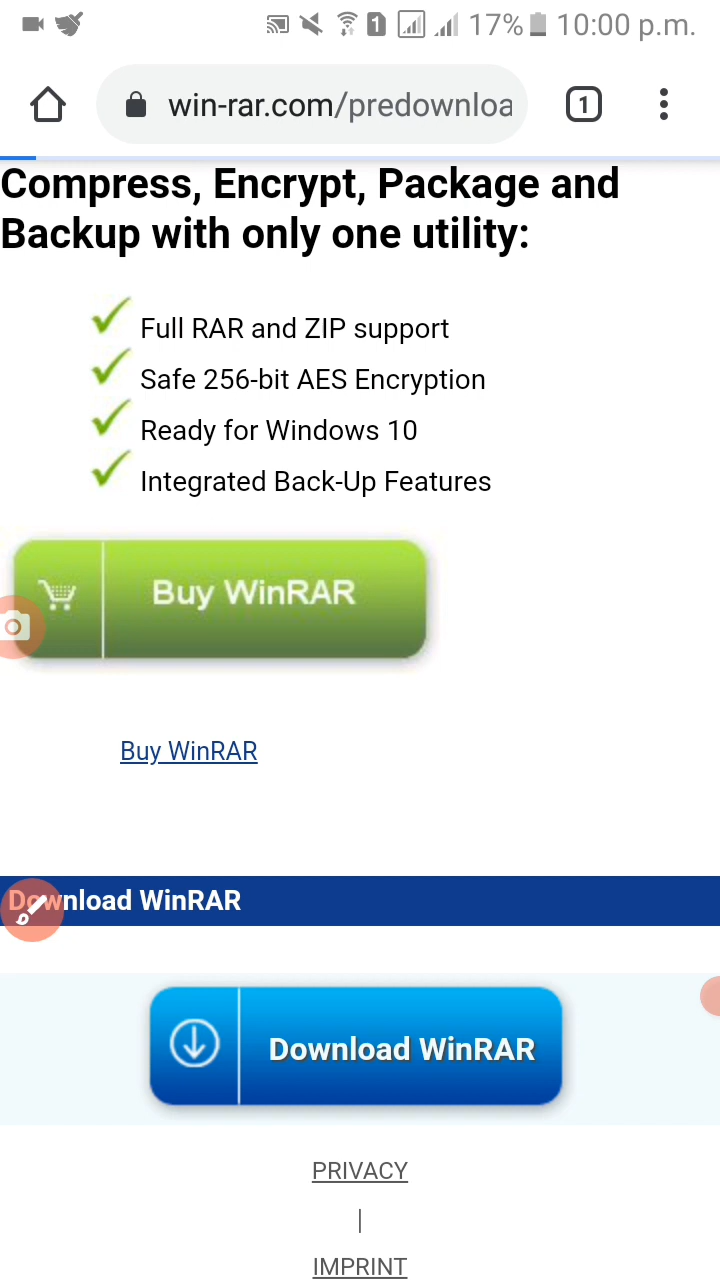 1 17% 10:00 p.m.
win-rar.com/predownloa 1
Compress, Encrypt, Package and
Backup with only one utility:
Full RAR and ZIP support
Safe 256-bit AES Encryption
Ready for Windows 10
Integrated Back-Up Features
Buy WinRAR
Buy WinRAR
Download WinRAR
Download WinRAR
PRIVACY
|
IMPRINT